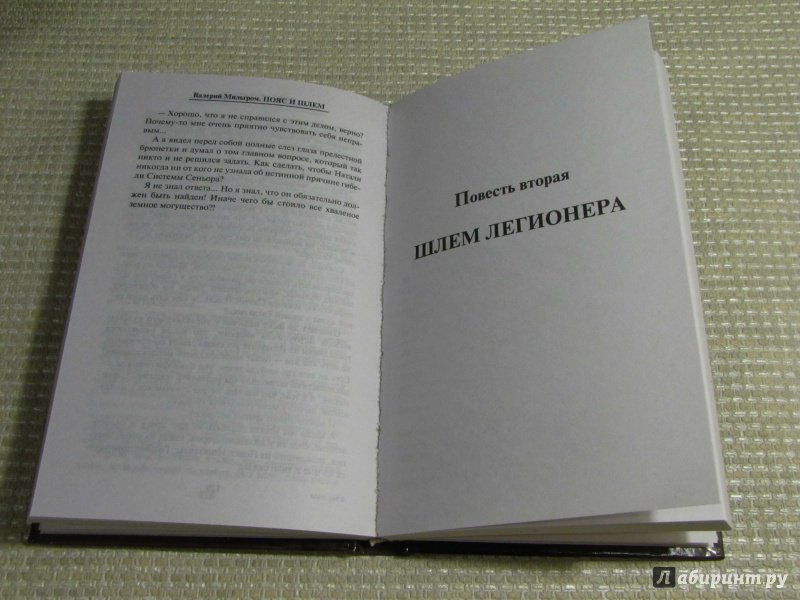 Валерий Мильгром. ПОЯС И ШЛЕМ
— Хорошо, что я не справился с этим делом, верно?
Почему-то мне очень приятно чувствовать себя непра-
вым...
А я видел перед собой полные слез глаза прелестной
брюнетки и думал о том главном вопросе, который так
никто и не решился задать. Как сделать, чтобы Натали
никогда ни от кого не узнала об истинной причине гибе-
ли Системы Сеньора?
Я не знал ответа... Но я знал, что он обязательно дол-
жен быть найден! Иначе чего бы стоило все хваленое
земное могущество?!
Повесть вторая
ШЛЕМ ЛЕГИОНЕРА
Лабиринт.ру